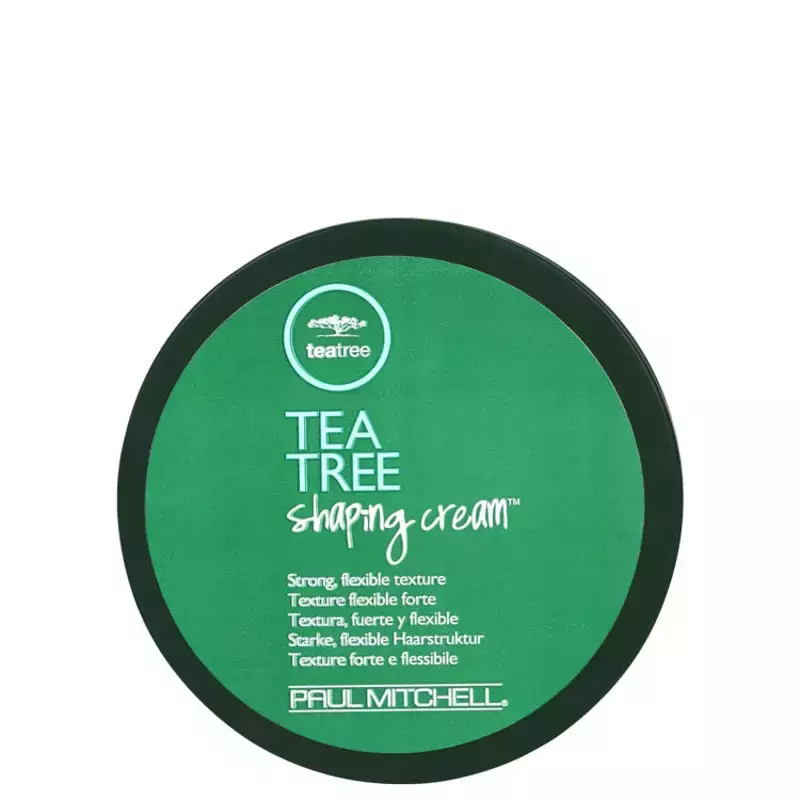 teatree
TEA
TREE
shaping cream™
Strong, flexible texture
Texture flexible forte
Textura, fuerte y flexible
Starke, flexible Haarstruktur
Texture forte e flessibile
PAUL MITCHELL®